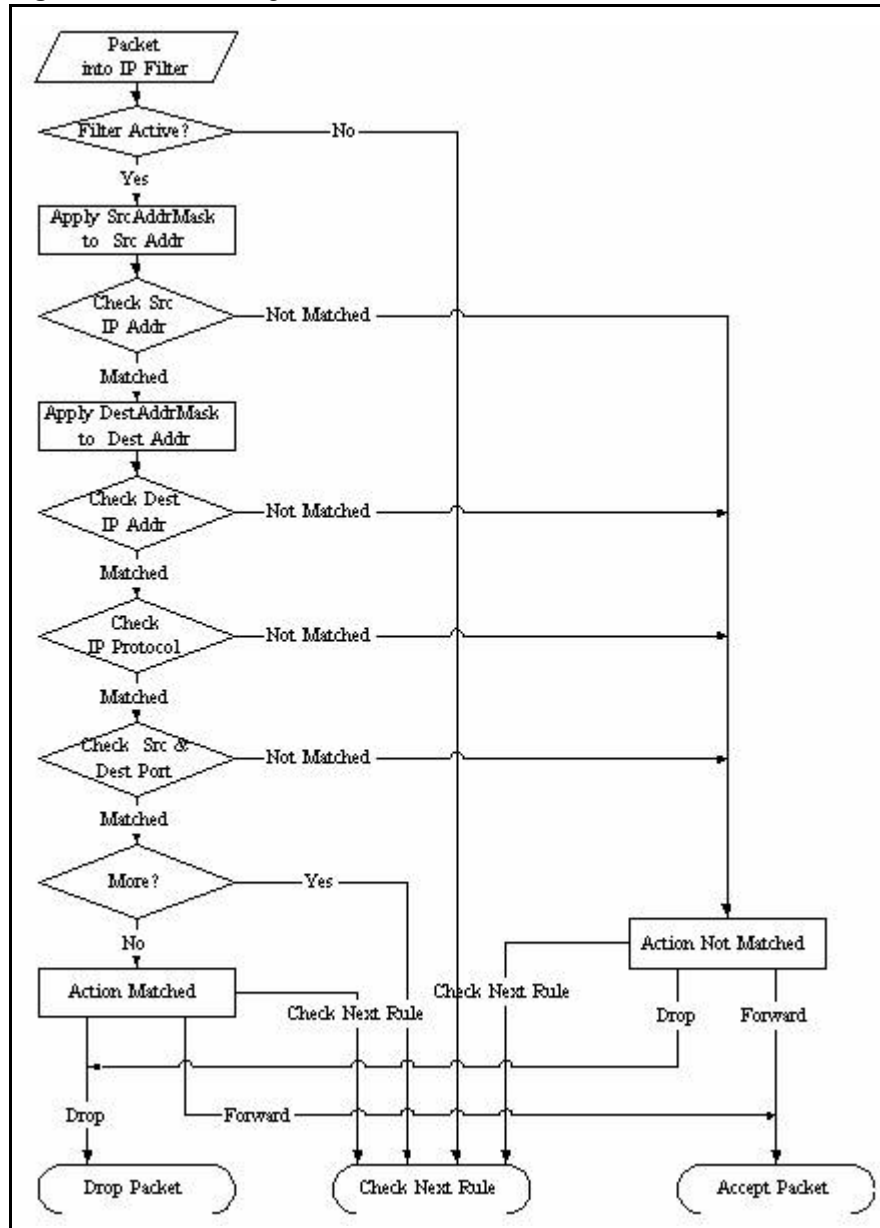 Packet
into IP Filter
Filter Active?
No
Yes
Apply SrcAddrMask
to Src Addr
Check Src
IP Addr
Not Matched
Matched
Apply DestAddrMask
to Dest Addr
Check Dest
IP Addr
Not Matched
Matched
Check
IP Protocol
Not Matched
Matched
Check Src &
Dest Port
Not Matched
Matched
More?
Yes
No
Action Matched
Action Not Matched
Check Next Rule
Check Next Rule
Drop
Forward
Drop
Forward
Drop Packet
Check Next Rule
Accept Packet